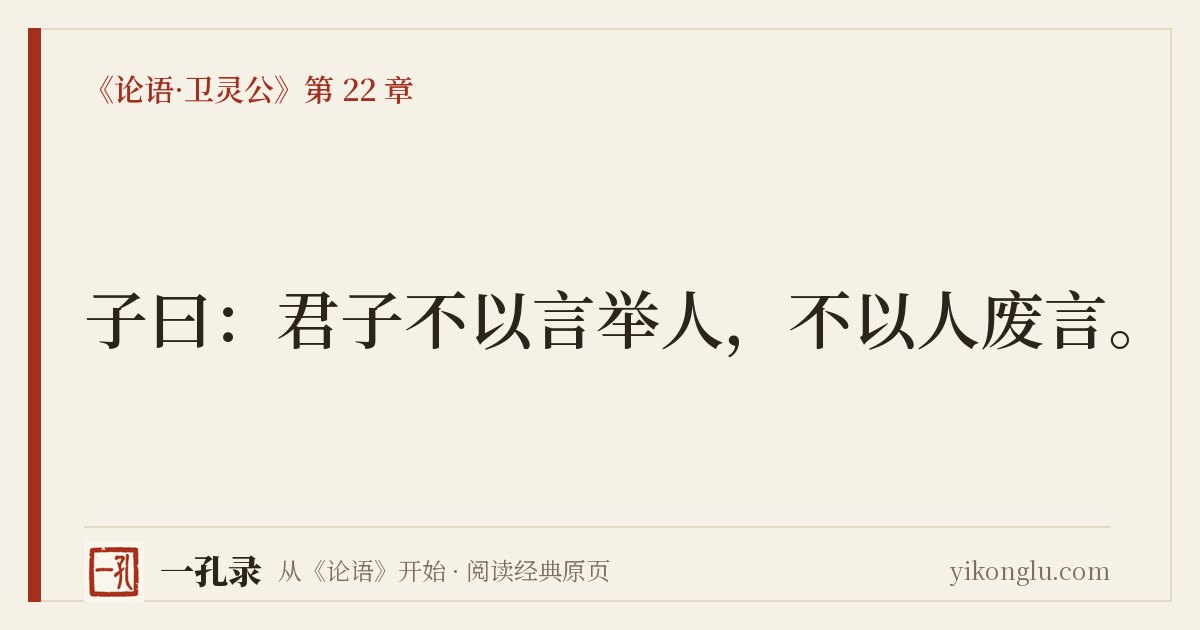 《论语·卫灵公》第 22 章
子曰：君子不以言举人，不以人废言。
一孔
一孔录 从《论语》开始 · 阅读经典原页 yikonglu.com